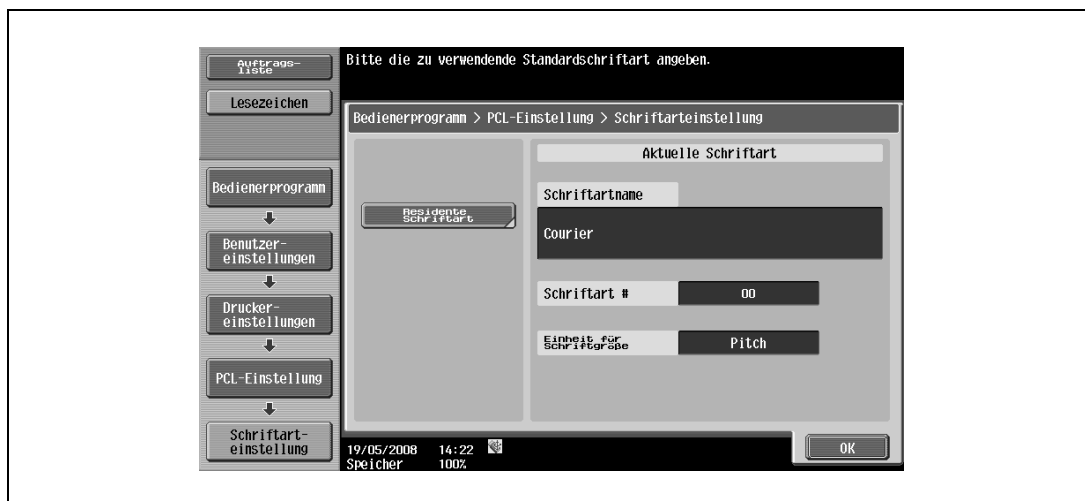 Auftrags-
liste
Lesezeichen
Bedienerprogramm
Benutzer-
einstellungen
Drucker-
einstellungen
PCL-Einstellung
Schriftart-
einstellung
Bitte die zu verwendende Standardschriftart angeben.
Bedienerprogramm > PCL-Einstellung > Schriftarteinstellung
Residente
Schriftart
Aktuelle Schriftart
Schriftartname
Courier
Schriftart # 00
Einheit für
Schriftgröße
Pitch
19/05/2008 14:22
Speicher 100%
OK